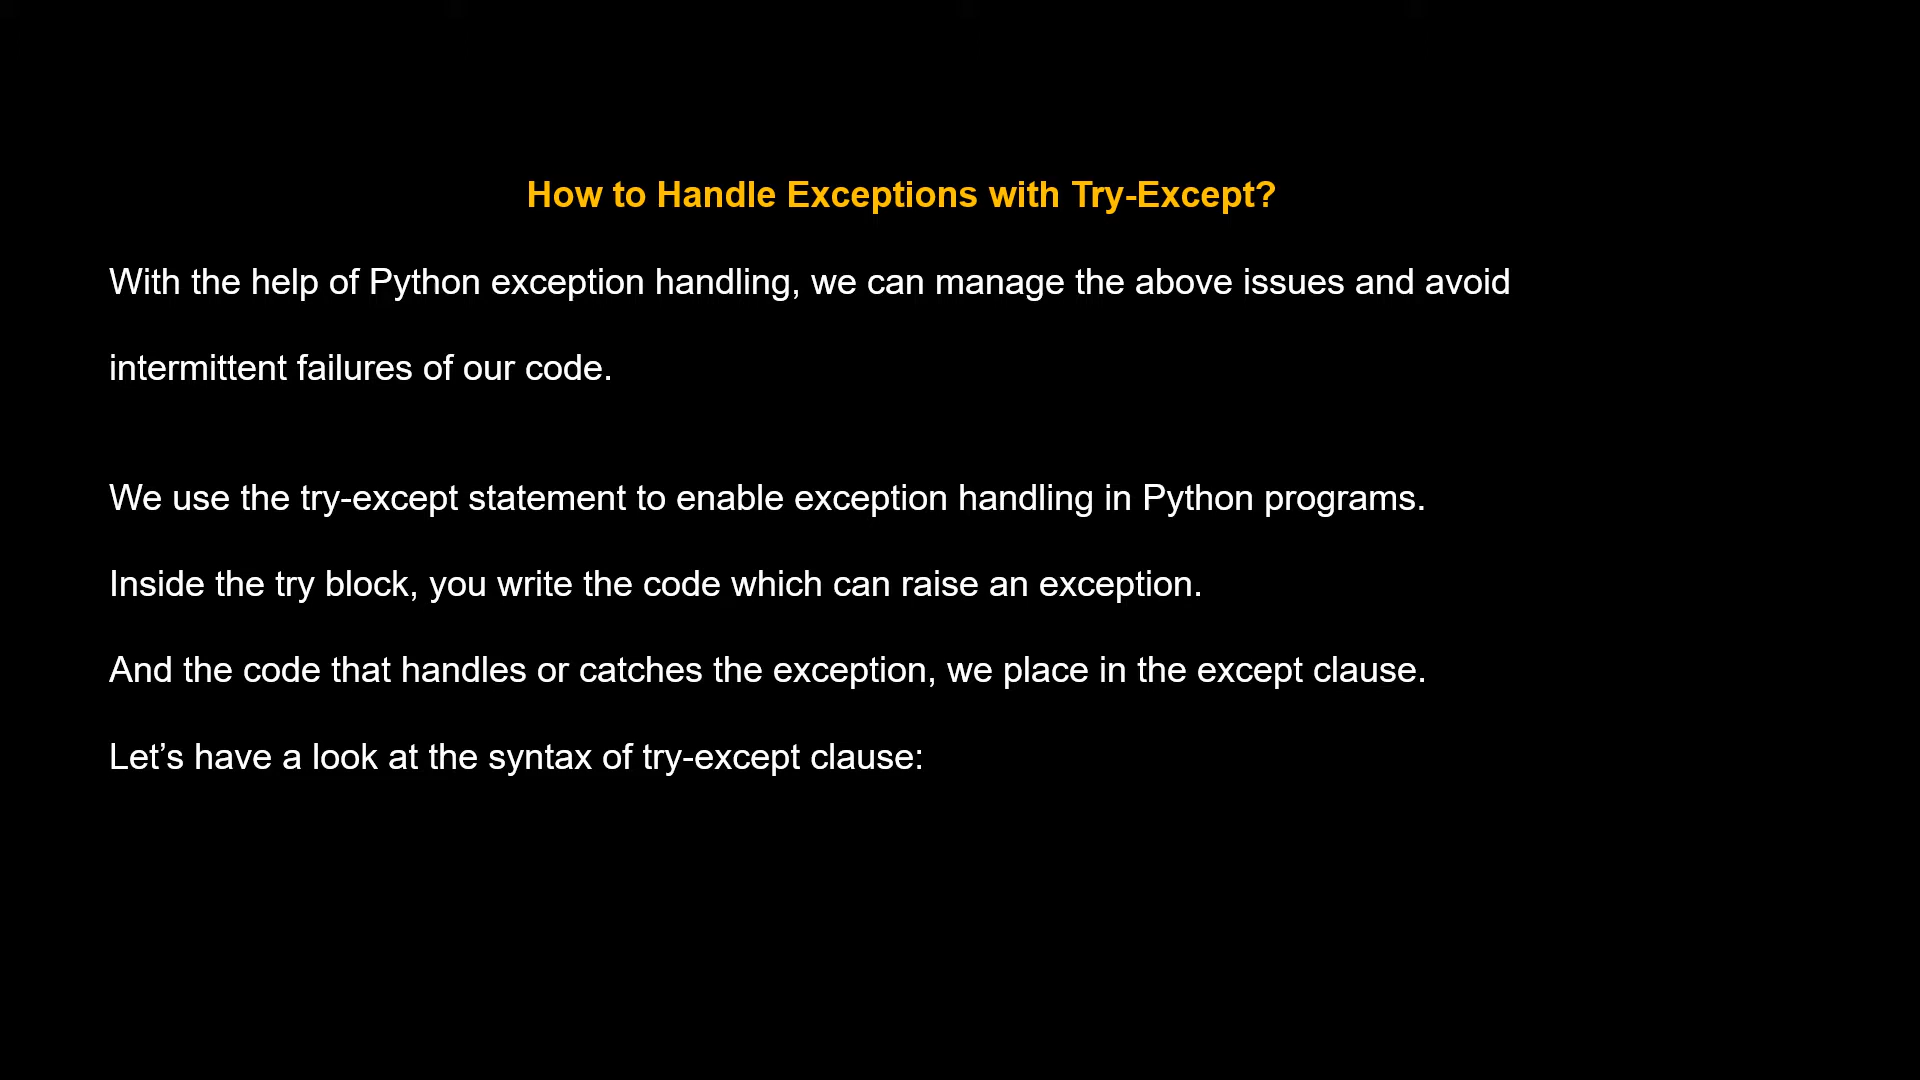 How to Handle Exceptions with Try-Except?
With the help of Python exception handling, we can manage the above issues and avoid
intermittent failures of our code.
We use the try-except statement to enable exception handling in Python programs.
Inside the try block, you write the code which can raise an exception.
And the code that handles or catches the exception, we place in the except clause.
Let’s have a look at the syntax of try-except clause: